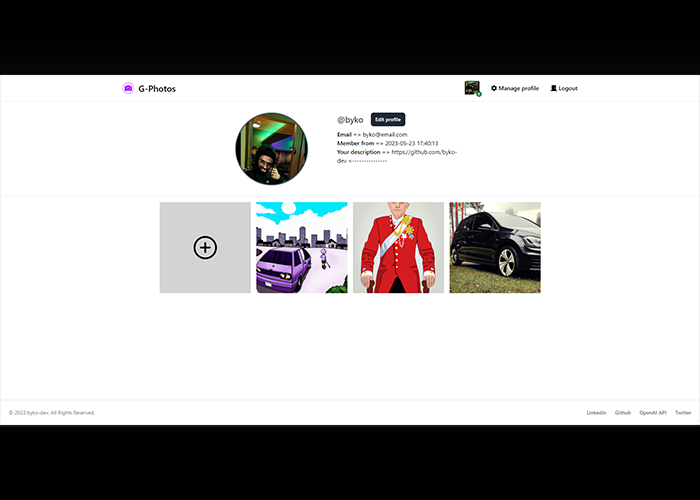 G-Photos
Manage profile
Logout
@byko
Edit profile
Email => byko@email.com
Member from => 2023-05-23 17:40:13
Your description => https://github.com/byko-
dev <---------------
© 2023 byko-dev. All Rights Reserved.
Linkedin
Github
OpenAI API
Twitter